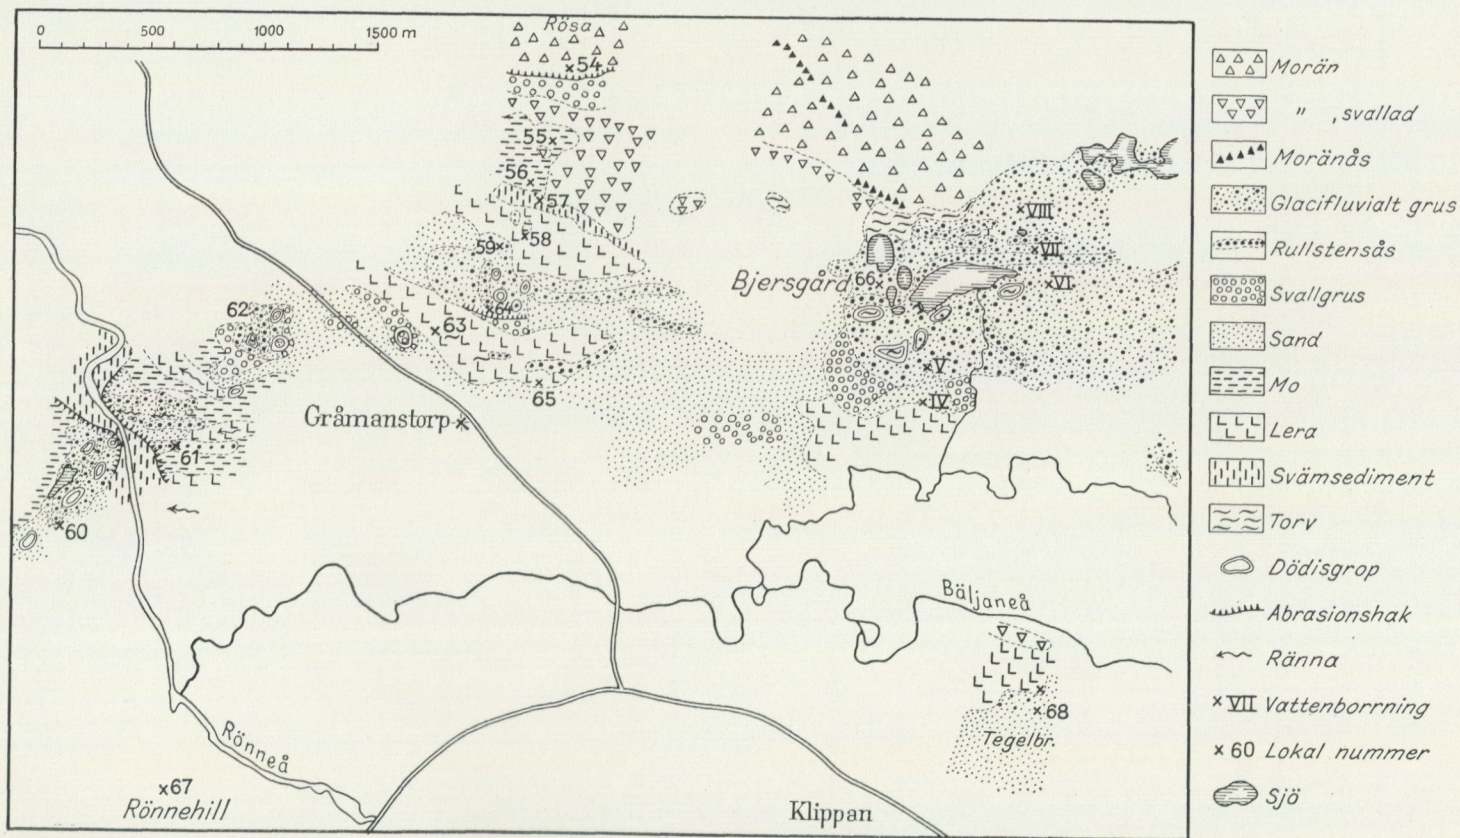 0 500 1000 1500 m
Rösa
54
55
56
57
58
59
62
64
63
65
Bjersgård 66
VIII
VII
VI
V
IV
Gråmanstorp
61
60
Bäljaneå
68
Tegelbr.
Rönneå
67
Rönnehill
Klippan
Morän
" , svallad
Moränås
Glacifluvialt grus
Rullstensås
Svallgrus
Sand
Mo
Lera
Svämsediment
Torv
Dödisgrop
Abrasionshak
Ränna
× VII Vattenborrning
× 60 Lokal nummer
Sjö